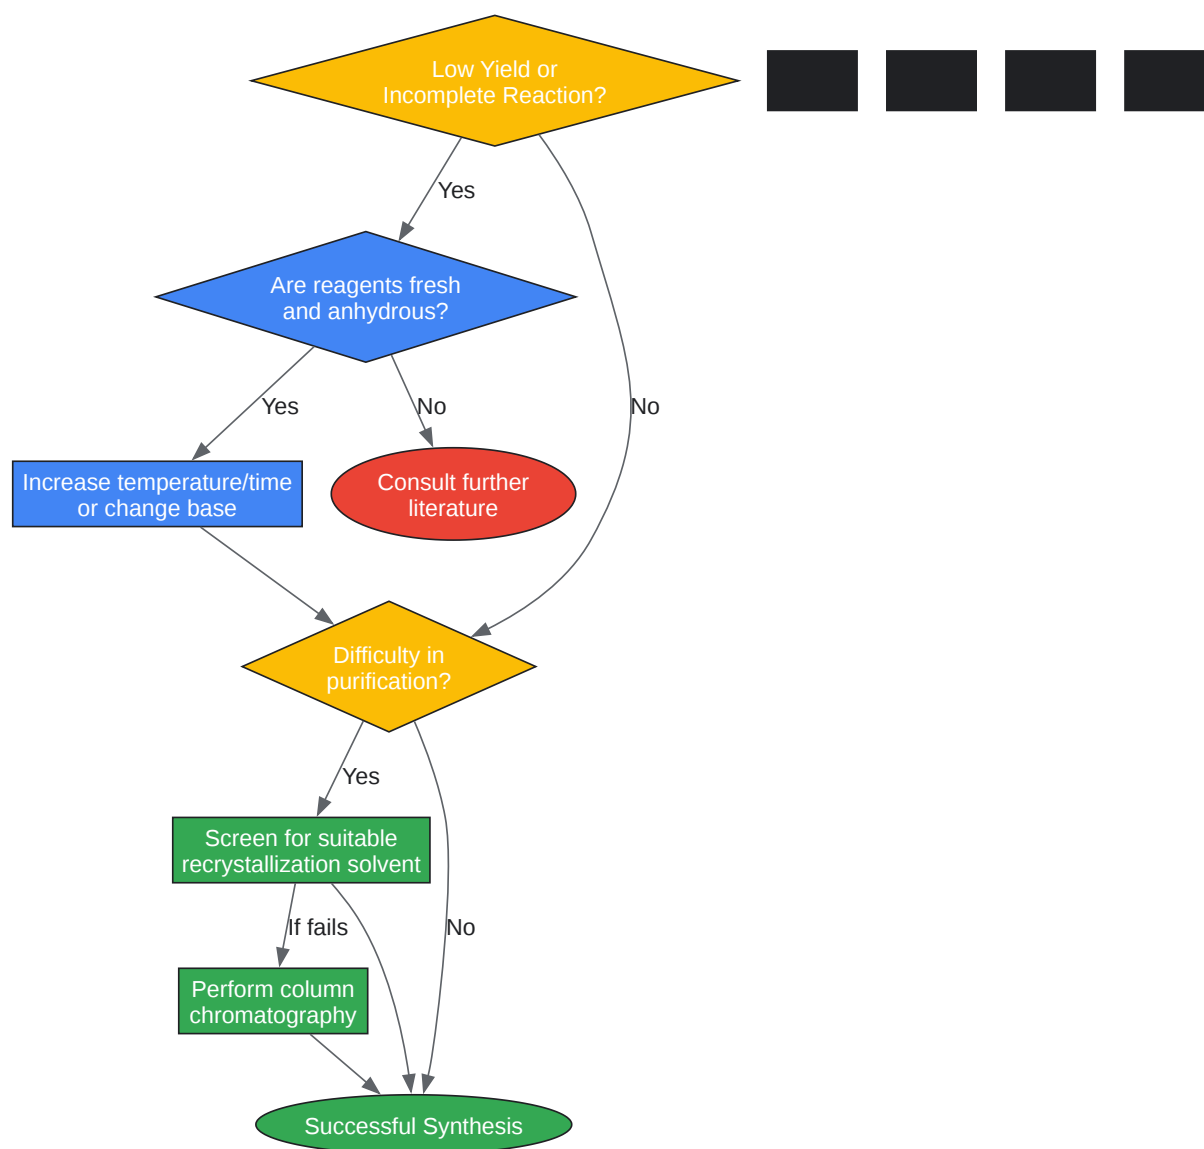 Low Yield or
Incomplete Reaction?
Yes
Are reagents fresh
and anhydrous?
Yes
No
No
Increase temperature/time
or change base
Consult further
literature
Difficulty in
purification?
Yes
Screen for suitable
recrystallization solvent
If fails
No
Perform column
chromatography
Successful Synthesis